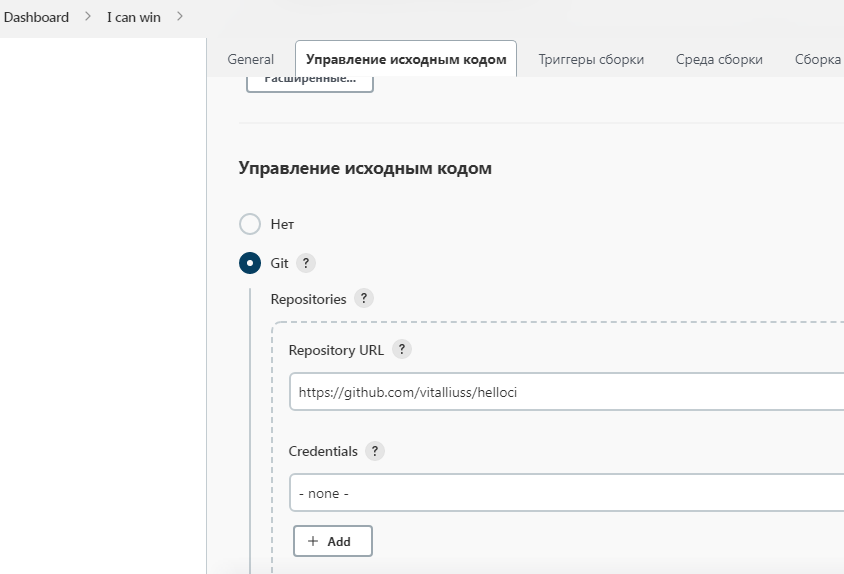 Dashboard > I can win >
General Управление исходным кодом Триггеры сборки Среда сборки Сборка
Расширенные...
Управление исходным кодом
Нет
Git ?
Repositories ?
Repository URL ?
https://github.com/vitalliuss/helloci
Credentials ?
- none -
+ Add